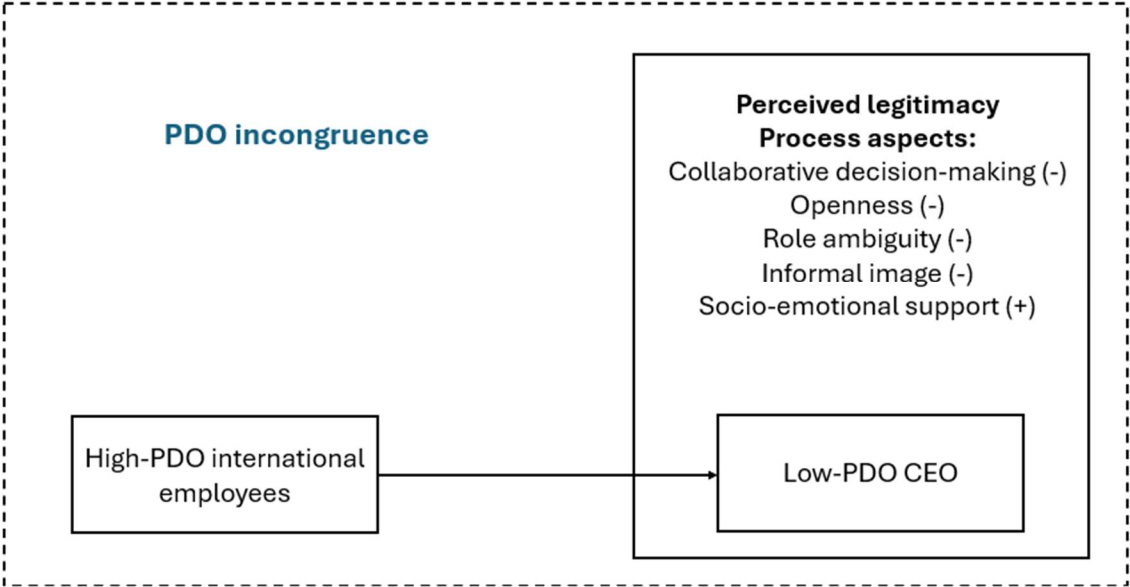 PDO incongruence
Perceived legitimacy
Process aspects:
Collaborative decision-making (-)
Openness (-)
Role ambiguity (-)
Informal image (-)
Socio-emotional support (+)
High-PDO international
employees
Low-PDO CEO